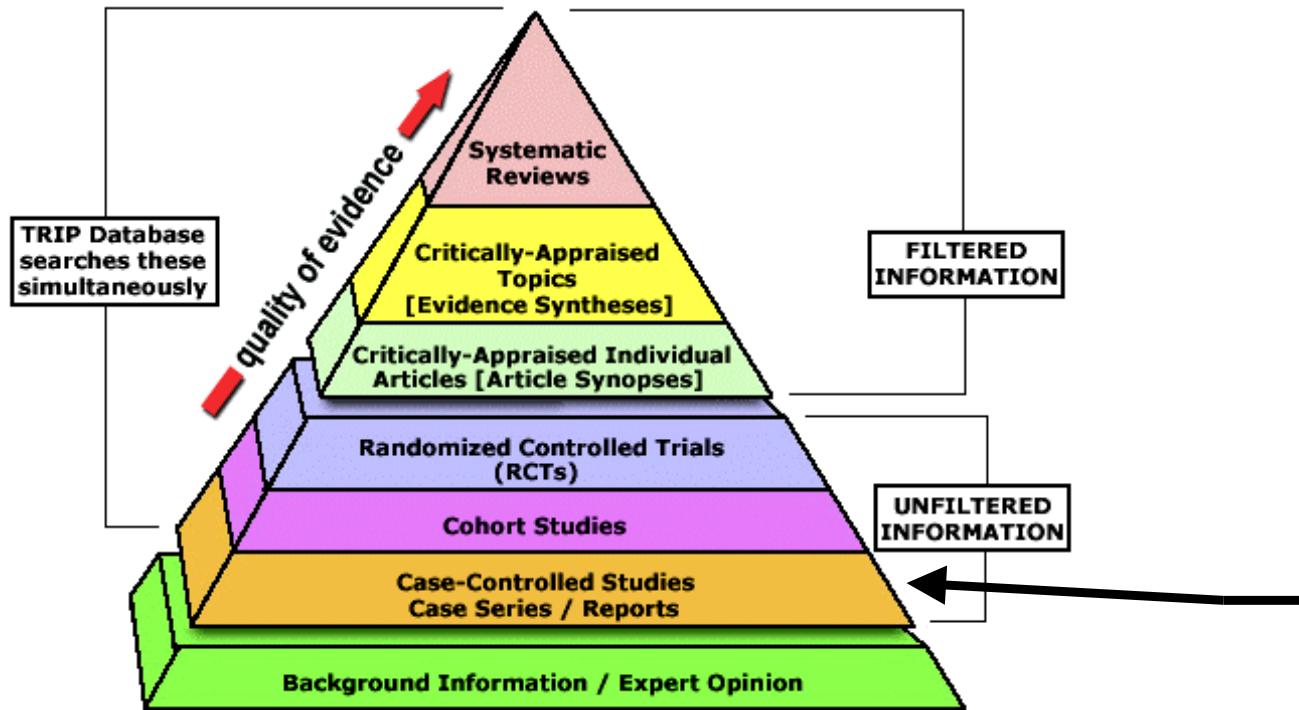 Systematic
Reviews
quality of evidence
TRIP Database
searches these
simultaneously
Critically-Appraised
Topics
[Evidence Syntheses]
FILTERED
INFORMATION
Critically-Appraised Individual
Articles [Article Synopses]
Randomized Controlled Trials
(RCTs)
Cohort Studies
UNFILTERED
INFORMATION
Case-Controlled Studies
Case Series / Reports
Background Information / Expert Opinion